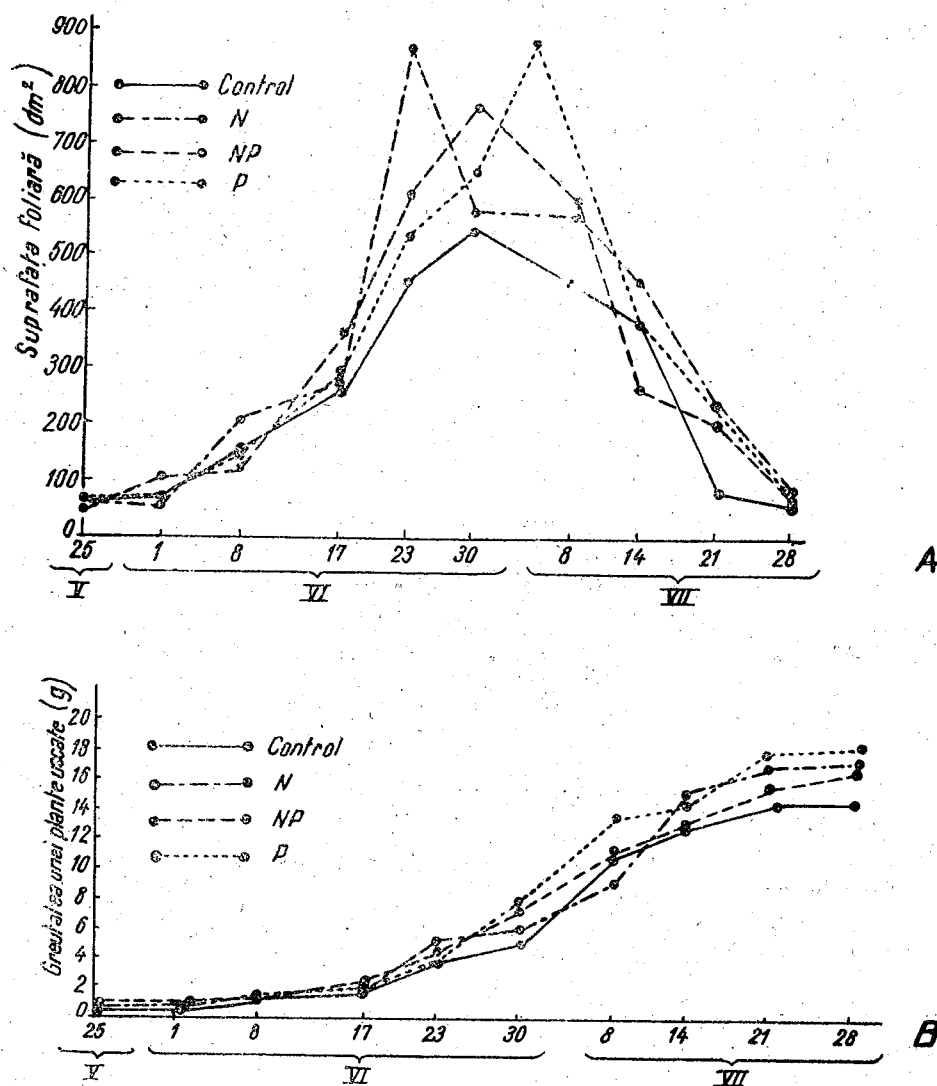 Suprafața foliară (dm²)
900
800
700
600
500
400
300
200
100
0
Control
N
NP
P
25 1 8 17 23 30 8 14 21 28
V VI VII
A
Greutatea unei plante uscate (g)
20
18
16
14
12
10
8
6
4
2
0
Control
N
NP
P
25 1 8 17 23 30 8 14 21 28
V VI VII
B